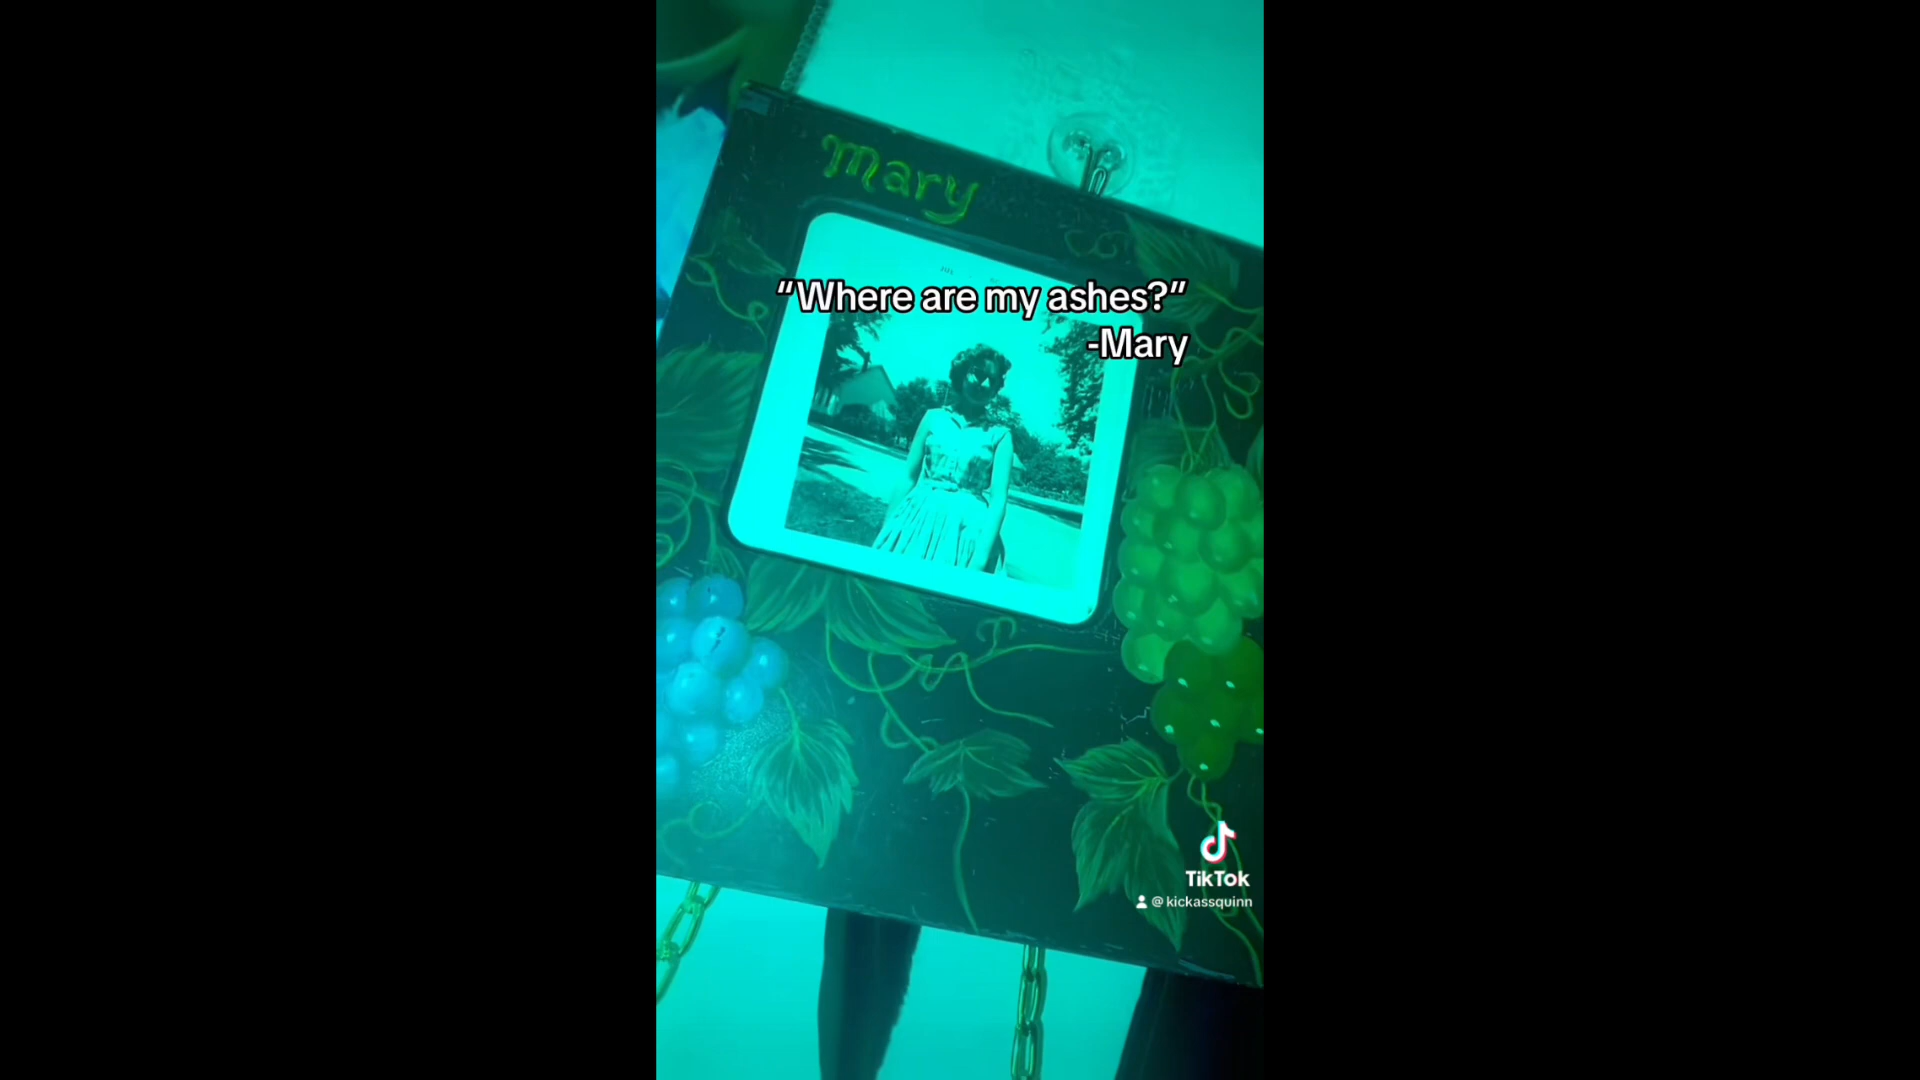 Mary
“Where are my ashes?”
-Mary
TikTok
@kickassquinn